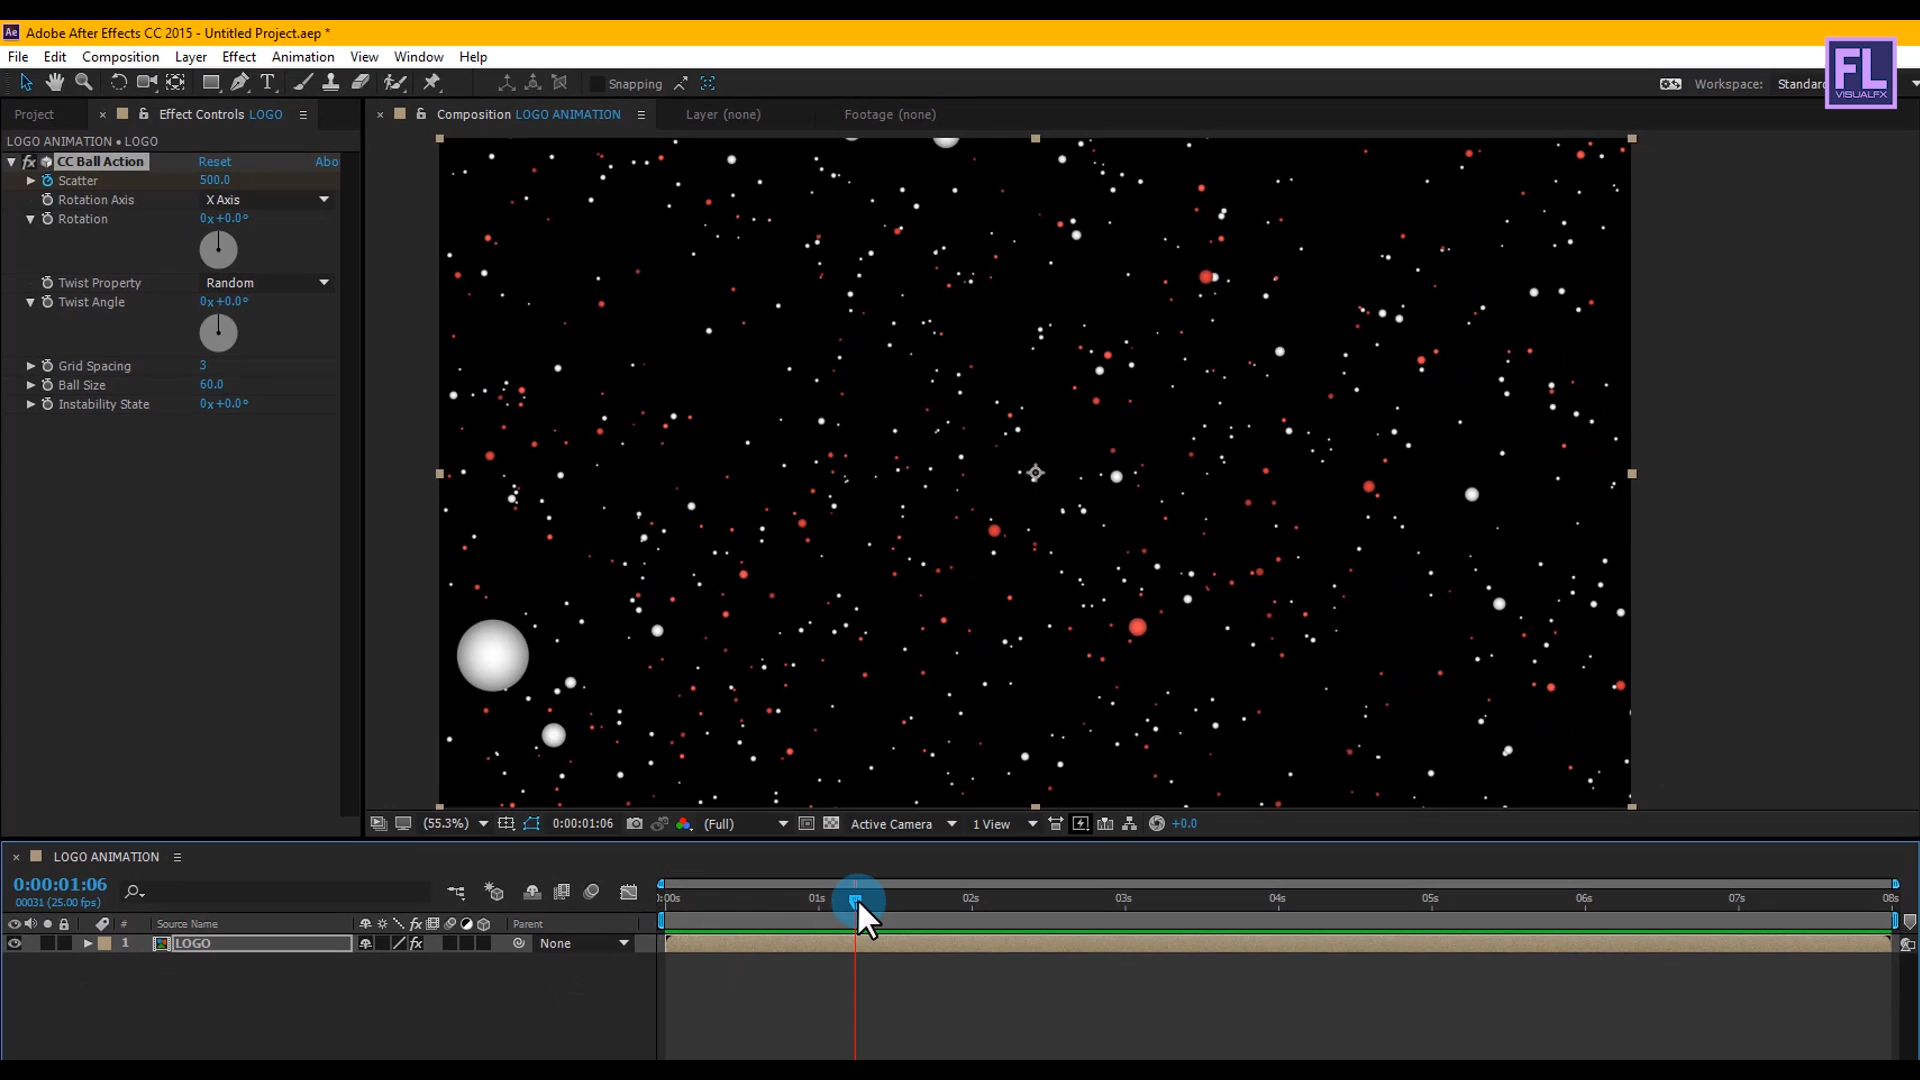 Ae Adobe After Effects CC 2015 - Untitled Project.aep *
File Edit Composition Layer Effect Animation View Window Help
Snapping
Workspace: Standard
FL
VISUALFX
Project
Effect Controls LOGO
Composition LOGO ANIMATION
Layer (none)
Footage (none)
LOGO ANIMATION • LOGO
fx CC Ball Action Reset Abo
Scatter 500.0
Rotation Axis X Axis
Rotation 0x+0.0°
Twist Property Random
Twist Angle 0x+0.0°
Grid Spacing 3
Ball Size 60.0
Instability State 0x+0.0°
(55.3%) 0:00:01:06 (Full) Active Camera 1 View +0.0
LOGO ANIMATION
0:00:01:06
00031 (25.00 fps)
:00s 01s 02s 03s 04s 05s 06s 07s 08s
# Source Name fx Parent
1 LOGO fx None